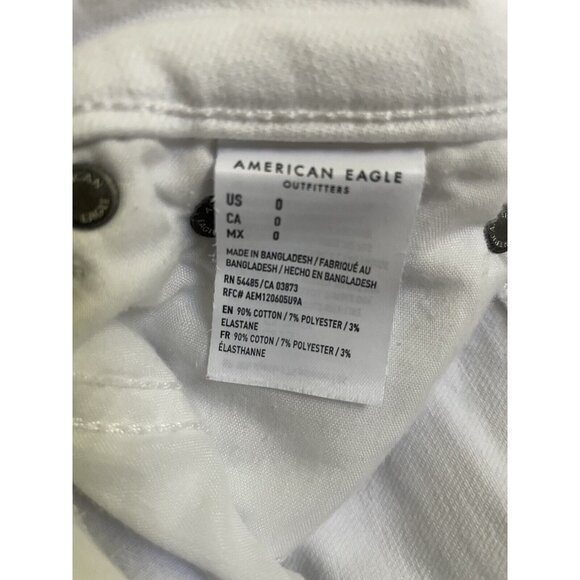 AMERICAN EAGLE
OUTFITTERS
US 0
CA 0
MX 0
MADE IN BANGLADESH / FABRIQUÉ AU
BANGLADESH / HECHO EN BANGLADESH
RN 54485/CA 03873
RFC# AEM120605U9A
EN 90% COTTON / 7% POLYESTER / 3%
ELASTANE
FR 90% COTON / 7% POLYESTER / 3%
ÉLASTHANNE
EAGLE